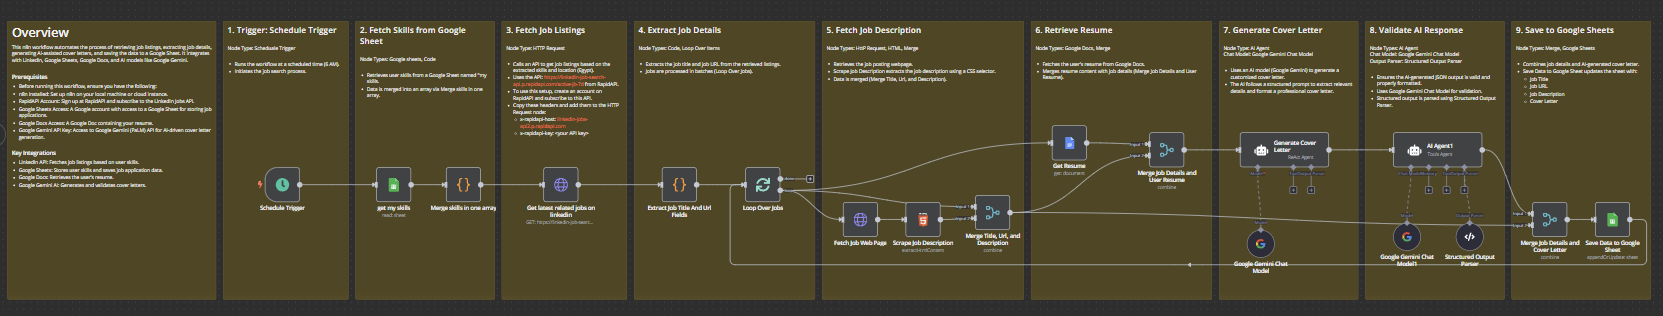 Overview
This n8n workflow automates the process of retrieving job listings, extracting job details,
generating AI-assisted cover letters, and saving the data to a Google Sheet. It integrates
with LinkedIn, Google Sheets, Google Docs, and AI models like Google Gemini.
Prerequisites
Before running this workflow, ensure you have the following:
n8n Installed: Set up n8n on your local machine or cloud instance.
RapidAPI Account: Sign up at RapidAPI and subscribe to the LinkedIn Jobs API.
Google Sheets Access: A Google account with access to a Google Sheet for storing job
applications.
Google Docs Access: A Google Doc containing your resume.
Google Gemini API Key: Access to Google Gemini (PaLM) API for AI-driven cover letter
generation.
Key Integrations
LinkedIn API: Fetches job listings based on user skills.
Google Sheets: Stores user skills and saves job application data.
Google Docs: Retrieves the user's resume.
Google Gemini AI: Generates and validates cover letters.
1. Trigger: Schedule Trigger
Node Type: Schedule Trigger
Runs the workflow at a scheduled time (5 AM).
Initiates the job search process.
Schedule Trigger
2. Fetch Skills from Google
Sheet
Node Types: Google Sheets, Code
Retrieves user skills from a Google Sheet named "my
skills.
Data is merged into an array via Merge skills in one
array.
get my skills
read: sheet
Merge skills in one array
3. Fetch Job Listings
Node Type: HTTP Request
Calls an API to get job listings based on the
extracted skills and location (Egypt).
Uses the API: https://linkedin-job-search-
from RapidAPI.
To use this setup, create an account on
RapidAPI and subscribe to this API.
Copy these headers and add them to the HTTP
Request node:
x-rapidapi-host: linkedin-jobs-
x-rapidapi-key: <your API key>
Get latest related jobs on
linkedin
GET: https://linkedin-job-sear...
4. Extract Job Details
Node Types: Code, Loop Over Items
Extracts the job title and job URL from the retrieved listings.
Jobs are processed in batches (Loop Over Jobs).
Extract Job Title And Url
Fields
Loop Over Jobs
5. Fetch Job Description
Node Types: HTTP Request, HTML, Merge
Retrieves the job posting webpage.
Scrape Job Description extracts the job description using a CSS selector.
Data is merged (Merge Title, Url, and Description).
Fetch Job Web Page
Scrape Job Description
extractHtmlContent
Input 1
Merge Title, Url, and
Description
combine
6. Retrieve Resume
Node Types: Google Docs, Merge
Fetches the user's resume from Google Docs.
Merges resume content with job details (Merge Job Details and User
Resume).
Get Resume
get: document
Input 1
Input 2
Merge Job Details and
User Resume
combine
7. Generate Cover Letter
Node Type: AI Agent
Chat Model: Google Gemini Chat Model
Uses an AI model (Google Gemini) to generate a
customized cover letter.
The AI follows a structured prompt to extract relevant
details and format a professional cover letter.
Generate Cover
Letter
ReAct Agent
Google Gemini Chat
Model
8. Validate AI Response
Node Types: AI Agent
Chat Model: Google Gemini Chat Model
Output Parser: Structured Output Parser
Ensures the AI-generated JSON output is valid and
properly formatted.
Uses Google Gemini Chat Model for validation.
Structured output is parsed using Structured Output
Parser.
AI Agent1
Tools Agent
Google Gemini Chat
Model1
Structured Output
Parser
9. Save to Google Sheets
Node Types: Merge, Google Sheets
Combines job details and AI-generated cover letter.
Save Data to Google Sheet updates the sheet with:
Job Title
Job URL
Job Description
Cover Letter
Input 1
Input 2
Merge Job Details and
Cover Letter
combine
Save Data to Google
Sheet
appendOrUpdate: sheet